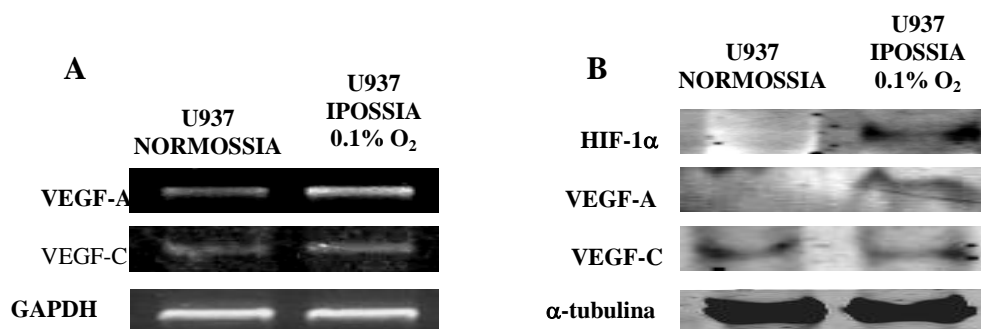 A
U937
NORMOSSIA
U937
IPOSSIA
0.1% O₂
VEGF-A
VEGF-C
GAPDH
B
U937
NORMOSSIA
U937
IPOSSIA
0.1% O₂
HIF-1α
VEGF-A
VEGF-C
α-tubulina